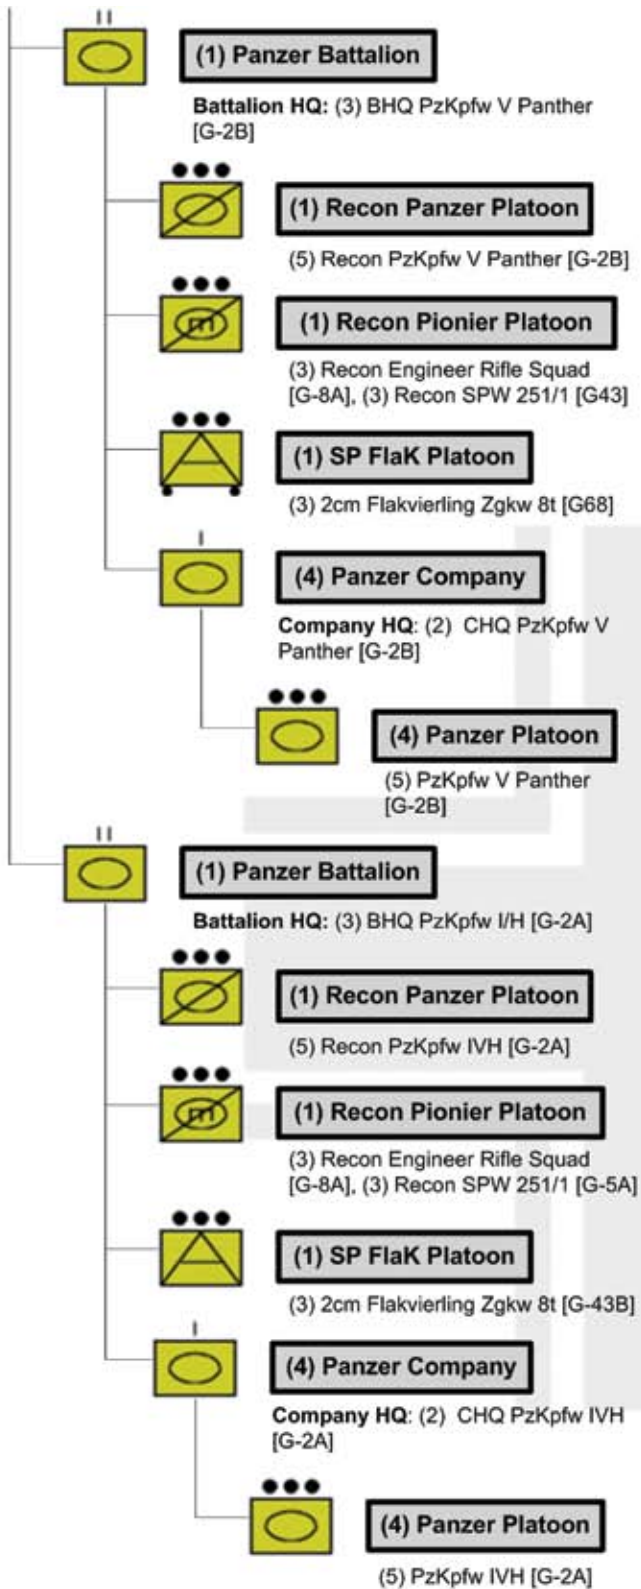 (1) Panzer Battalion
Battalion HQ: (3) BHQ PzKpfw V Panther
[G-2B]
(1) Recon Panzer Platoon
(5) Recon PzKpfw V Panther [G-2B]
(1) Recon Pionier Platoon
(3) Recon Engineer Rifle Squad
[G-8A], (3) Recon SPW 251/1 [G43]
(1) SP FlaK Platoon
(3) 2cm Flakvierling Zgkw 8t [G68]
(4) Panzer Company
Company HQ: (2) CHQ PzKpfw V
Panther [G-2B]
(4) Panzer Platoon
(5) PzKpfw V Panther
[G-2B]
(1) Panzer Battalion
Battalion HQ: (3) BHQ PzKpfw I/H [G-2A]
(1) Recon Panzer Platoon
(5) Recon PzKpfw IVH [G-2A]
(1) Recon Pionier Platoon
(3) Recon Engineer Rifle Squad
[G-8A], (3) Recon SPW 251/1 [G-5A]
(1) SP FlaK Platoon
(3) 2cm Flakvierling Zgkw 8t [G-43B]
(4) Panzer Company
Company HQ: (2) CHQ PzKpfw IVH
[G-2A]
(4) Panzer Platoon
(5) PzKpfw IVH [G-2A]